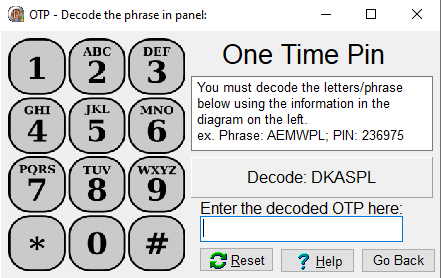 OTP - Decode the phrase in panel:
1
ABC
2
DEF
3
GHI
4
JKL
5
MNO
6
PQRS
7
TUV
8
WXYZ
9
*
0
#
One Time Pin
You must decode the letters/phrase
below using the information in the
diagram on the left.
ex. Phrase: AEMWPL; PIN: 236975
Decode: DKASPL
Enter the decoded OTP here:
Reset
? Help
Go Back